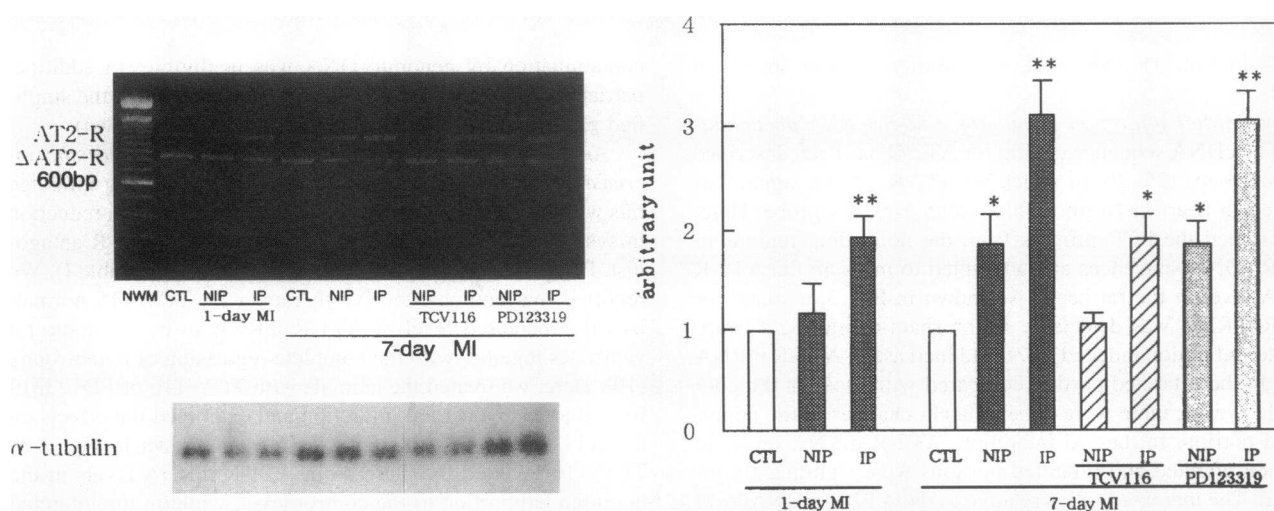 AT2-R
ΔAT2-R
600bp
NWM CTL NIP IP CTL NIP IP NIP IP NIP IP
1-day MI
TCV116 PD123319
7-day MI
α-tubulin
arbitrary unit
4
3
2
1
0
** * ** * * **
CTL NIP IP CTL NIP IP NIP IP NIP IP
TCV116 PD123319
1-day MI 7-day MI